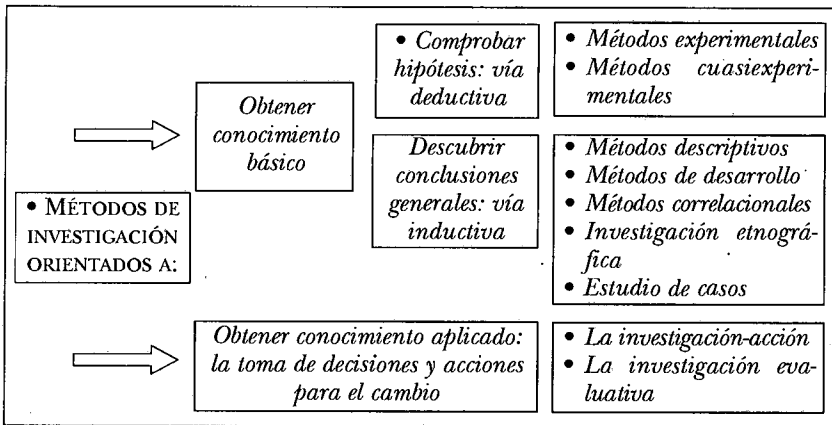 • MÉTODOS DE
INVESTIGACIÓN
ORIENTADOS A:
Obtener
conocimiento
básico
• Comprobar
hipótesis: vía
deductiva
• Métodos experimentales
• Métodos cuasiexperi-
mentales
Descubrir
conclusiones
generales: vía
inductiva
• Métodos descriptivos
• Métodos de desarrollo
• Métodos correlacionales
• Investigación etnográ-
fica
• Estudio de casos
Obtener conocimiento aplicado:
la toma de decisiones y acciones
para el cambio
• La investigación-acción
• La investigación eva-
luativa